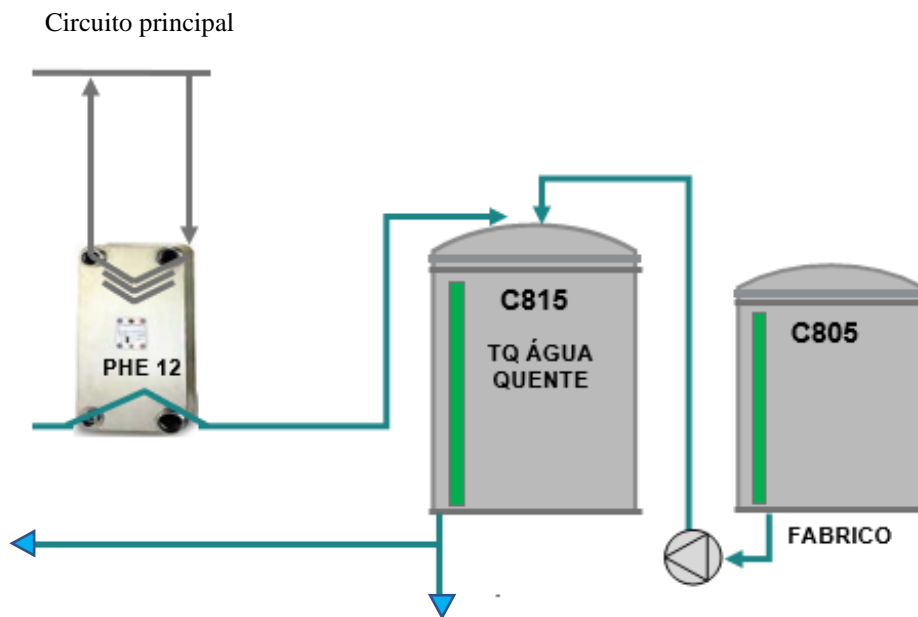 Circuito principal
PHE 12
C815
TQ ÁGUA
QUENTE
C805
FABRICO